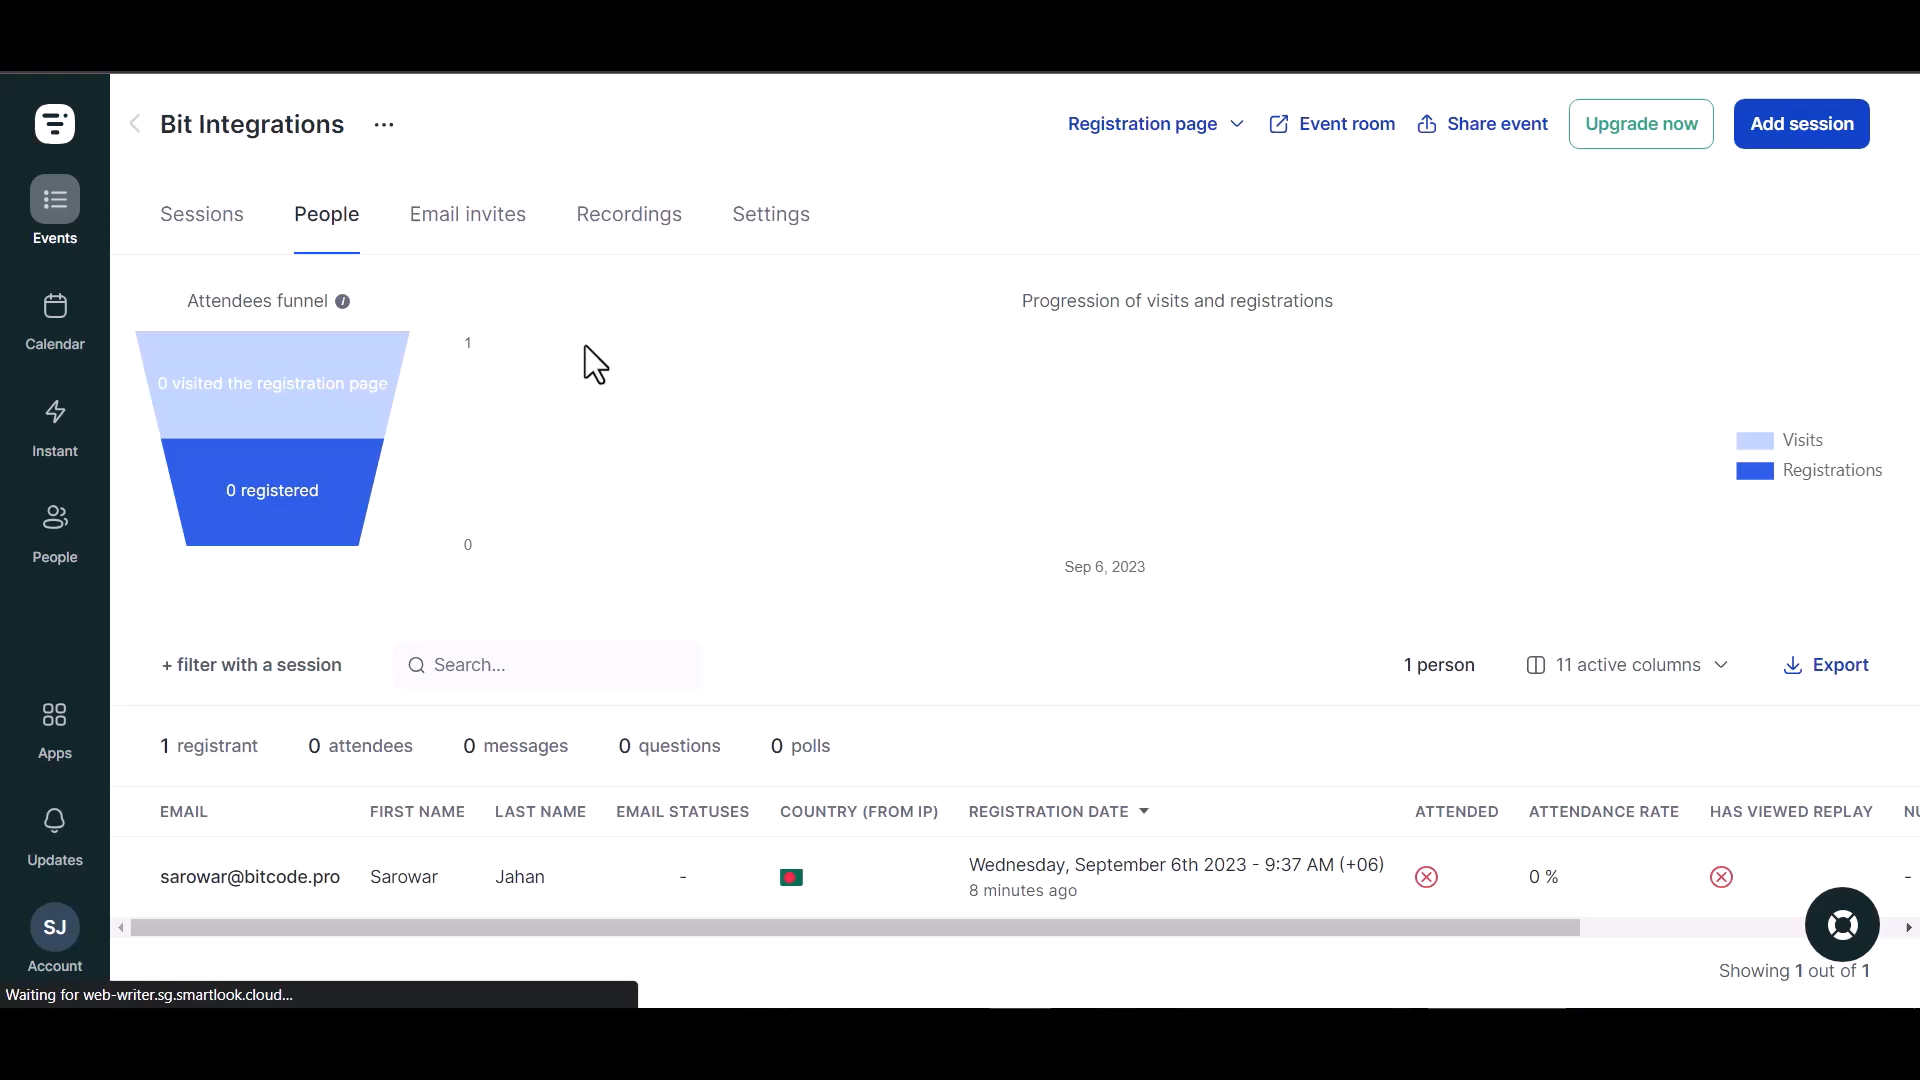 Bit Integrations ...
Registration page
Event room
Share event
Upgrade now
Add session
Events
Calendar
Instant
People
Apps
Updates
SJ
Account
Sessions
People
Email invites
Recordings
Settings
Attendees funnel i
0 visited the registration page
0 registered
Progression of visits and registrations
1
0
Sep 6, 2023
Visits
Registrations
+ filter with a session
Search...
1 person
11 active columns
Export
1 registrant
0 attendees
0 messages
0 questions
0 polls
EMAIL FIRST NAME LAST NAME EMAIL STATUSES COUNTRY (FROM IP) REGISTRATION DATE ATTENDED ATTENDANCE RATE HAS VIEWED REPLAY NU
sarowar@bitcode.pro Sarowar Jahan - Wednesday, September 6th 2023 - 9:37 AM (+06) 0 % -
8 minutes ago
Showing 1 out of 1
Waiting for web-writer.sg.smartlook.cloud...